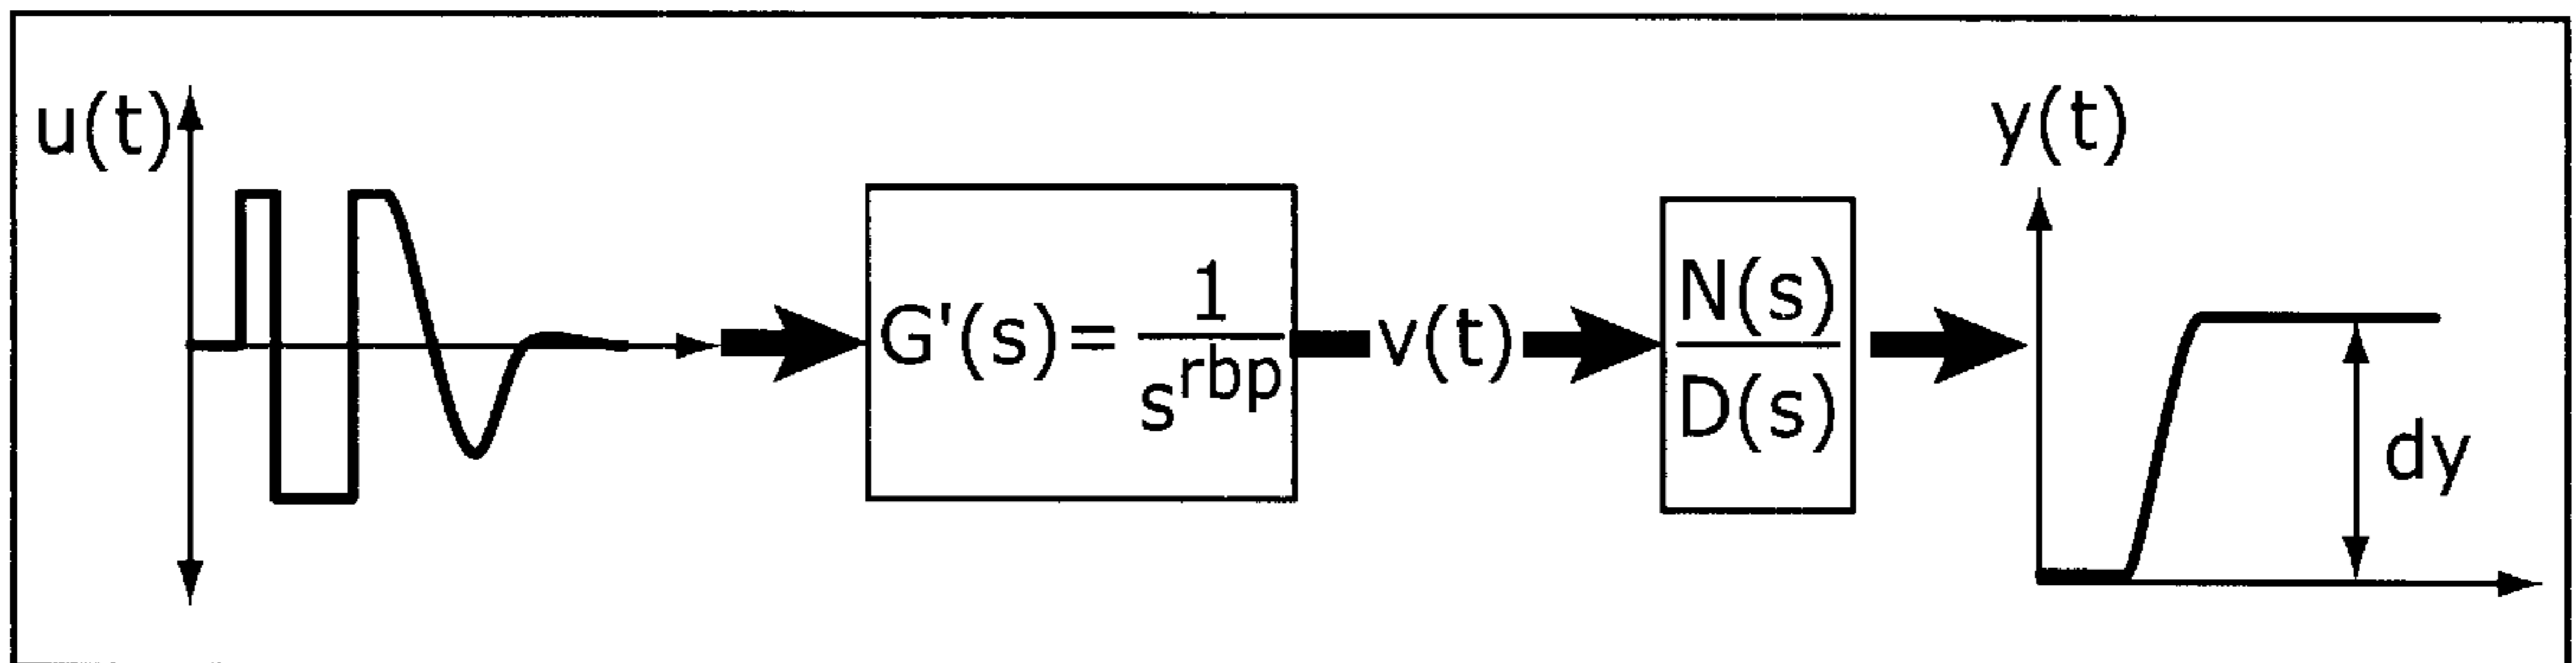 u(t)
G'(s)= 1
s^rbp
v(t)
N(s)
D(s)
y(t)
dy